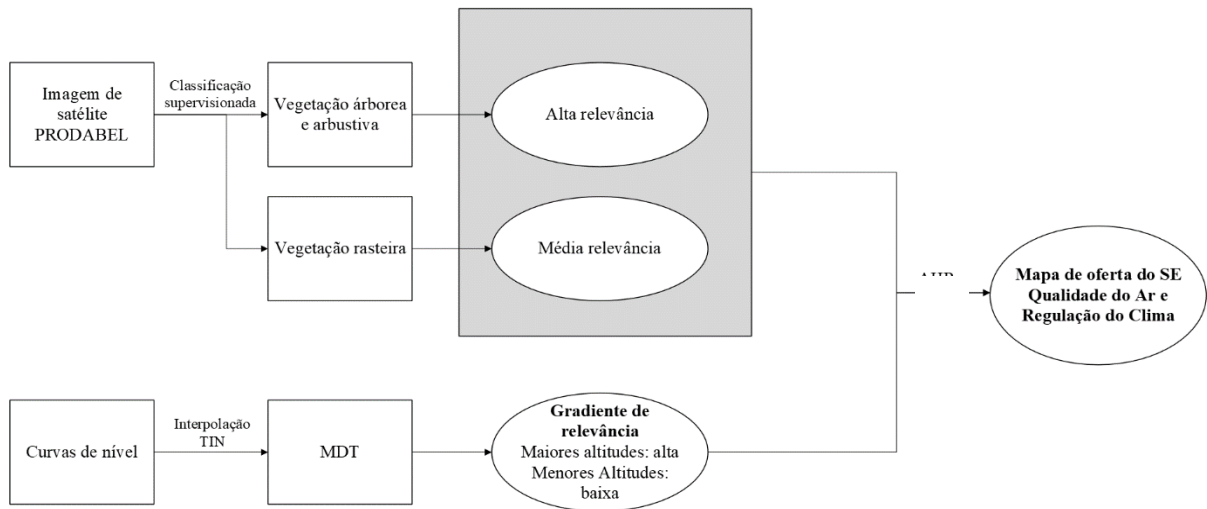 Imagem de
satélite
PRODABEL
Classificação
supervisionada
Vegetação árborea
e arbustiva
Alta relevância
Vegetação rasteira
Média relevância
Mapa de oferta do SE
Qualidade do Ar e
Regulação do Clima
Curvas de nível
Interpolação
TIN
MDT
Gradiente de
relevância
Maiores altitudes: alta
Menores Altitudes:
baixa